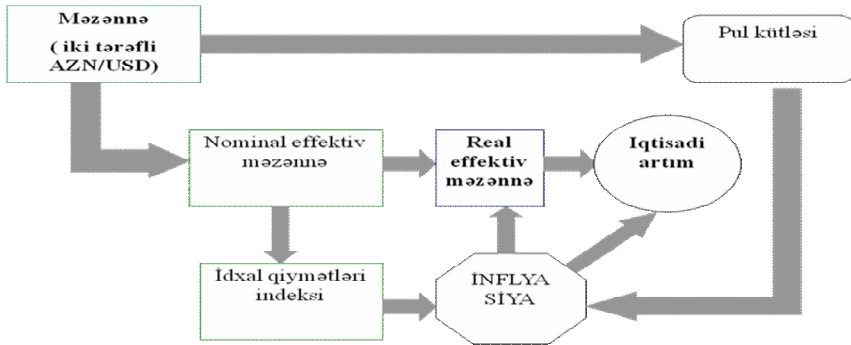 Məzənnə
( iki tərəfli
AZN/USD)
Pul kütləsi
Nominal effektiv
məzənnə
Real
effektiv
məzənnə
Iqtisadi
artım
İdxal qiymətləri
indeksi
İNFLYA
SİYA